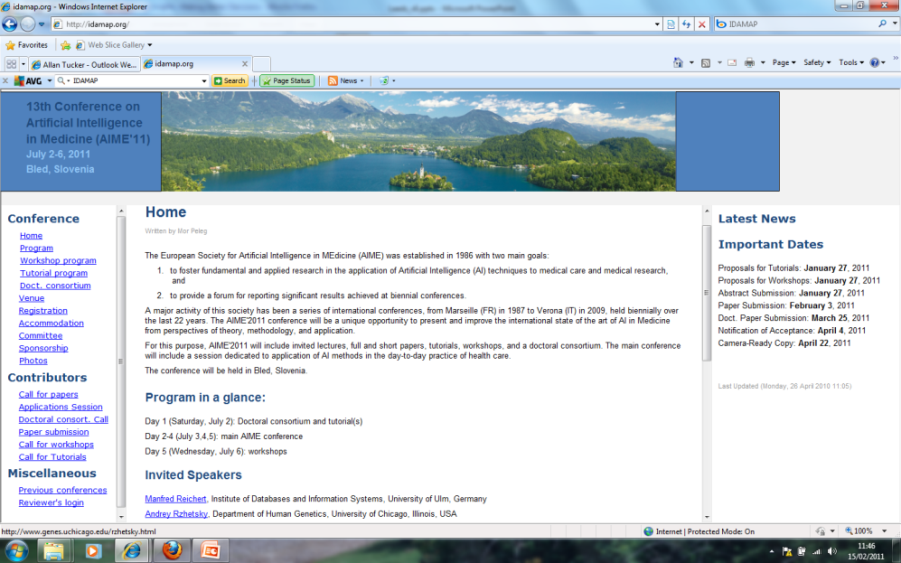 idamap.org - Windows Internet Explorer
http://idamap.org/
IDAMAP
Favorites
Web Slice Gallery
Allan Tucker - Outlook We...
idamap.org
Page
Safety
Tools
AVG
IDAMAP
Search
Page Status
News
13th Conference on
Artificial Intelligence
in Medicine (AIME'11)
July 2-6, 2011
Bled, Slovenia
Conference
Home
Program
Workshop program
Tutorial program
Doct. consortium
Venue
Registration
Accommodation
Committee
Sponsorship
Photos
Contributors
Call for papers
Applications Session
Doctoral consort. Call
Paper submission
Call for workshops
Call for Tutorials
Miscellaneous
Previous conferences
Reviewer's login
Home
Written by Mor Peleg
The European Society for Artificial Intelligence in MEdicine (AIME) was established in 1986 with two main goals:
1. to foster fundamental and applied research in the application of Artificial Intelligence (AI) techniques to medical care and medical research,
and
2. to provide a forum for reporting significant results achieved at biennial conferences.
A major activity of this society has been a series of international conferences, from Marseille (FR) in 1987 to Verona (IT) in 2009, held biennially over
the last 22 years. The AIME'2011 conference will be a unique opportunity to present and improve the international state of the art of AI in Medicine
from perspectives of theory, methodology, and application.
For this purpose, AIME'2011 will include invited lectures, full and short papers, tutorials, workshops, and a doctoral consortium. The main conference
will include a session dedicated to application of AI methods in the day-to-day practice of health care.
The conference will be held in Bled, Slovenia.
Program in a glance:
Day 1 (Saturday, July 2): Doctoral consortium and tutorial(s)
Day 2-4 (July 3,4,5): main AIME conference
Day 5 (Wednesday, July 6): workshops
Invited Speakers
Manfred Reichert, Institute of Databases and Information Systems, University of Ulm, Germany
Andrey Rzhetsky, Department of Human Genetics, University of Chicago, Illinois, USA
Latest News
Important Dates
Proposals for Tutorials: January 27, 2011
Proposals for Workshops: January 27, 2011
Abstract Submission: January 27, 2011
Paper Submission: February 3, 2011
Doct. Paper Submission: March 25, 2011
Notification of Acceptance: April 4, 2011
Camera-Ready Copy: April 22, 2011
Last Updated (Monday, 26 April 2010 11:05)
http://www.genes.uchicago.edu/rzhetsky.html
Internet | Protected Mode: On
100%
11:46
15/02/2011